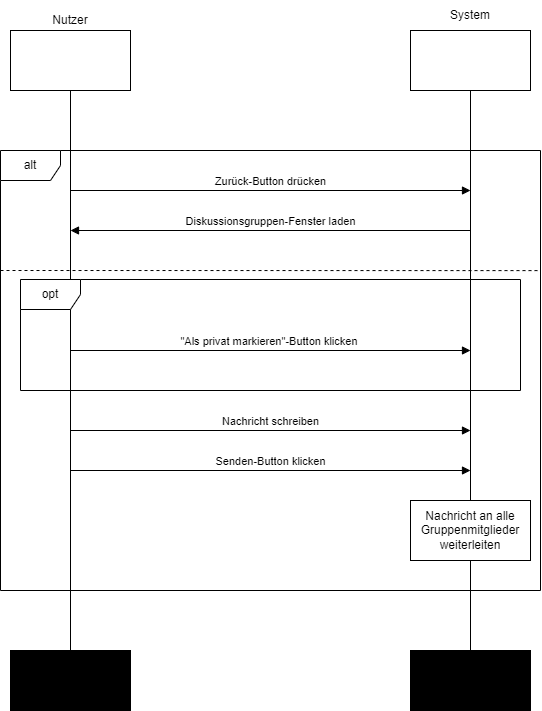 Nutzer
System
alt
Zurück-Button drücken
Diskussionsgruppen-Fenster laden
opt
"Als privat markieren"-Button klicken
Nachricht schreiben
Senden-Button klicken
Nachricht an alle
Gruppenmitglieder
weiterleiten